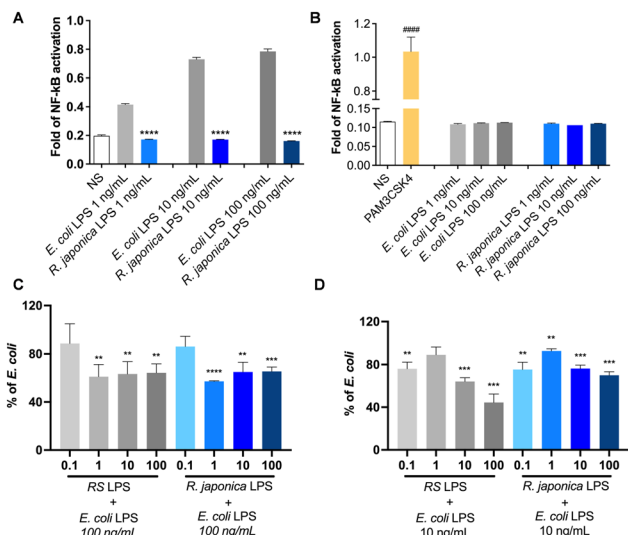 A
Fold of NF-kB activation
1.0
0.8
0.6
0.4
0.2
0.0
****
****
****
NS
E. coli LPS 1 ng/mL
R. japonica LPS 1 ng/mL
E. coli LPS 10 ng/mL
R. japonica LPS 10 ng/mL
E. coli LPS 100 ng/mL
R. japonica LPS 100 ng/mL
B
Fold of NF-kB activation
1.2
1.0
0.8
0.15
0.10
0.05
0.00
####
NS
PAM3CSK4
E. coli LPS 1 ng/mL
E. coli LPS 10 ng/mL
E. coli LPS 100 ng/mL
R. japonica LPS 1 ng/mL
R. japonica LPS 10 ng/mL
R. japonica LPS 100 ng/mL
C
% of E. coli
120
80
40
0
** ** ** **** ** ***
0.1 1 10 100 0.1 1 10 100
RS LPS
+
E. coli LPS
100 ng/mL
R. japonica LPS
+
E. coli LPS
100 ng/mL
D
% of E. coli
120
80
40
0
** *** *** ** ** *** ***
0.1 1 10 100 0.1 1 10 100
RS LPS
+
E. coli LPS
10 ng/mL
R. japonica LPS
+
E. coli LPS
10 ng/mL